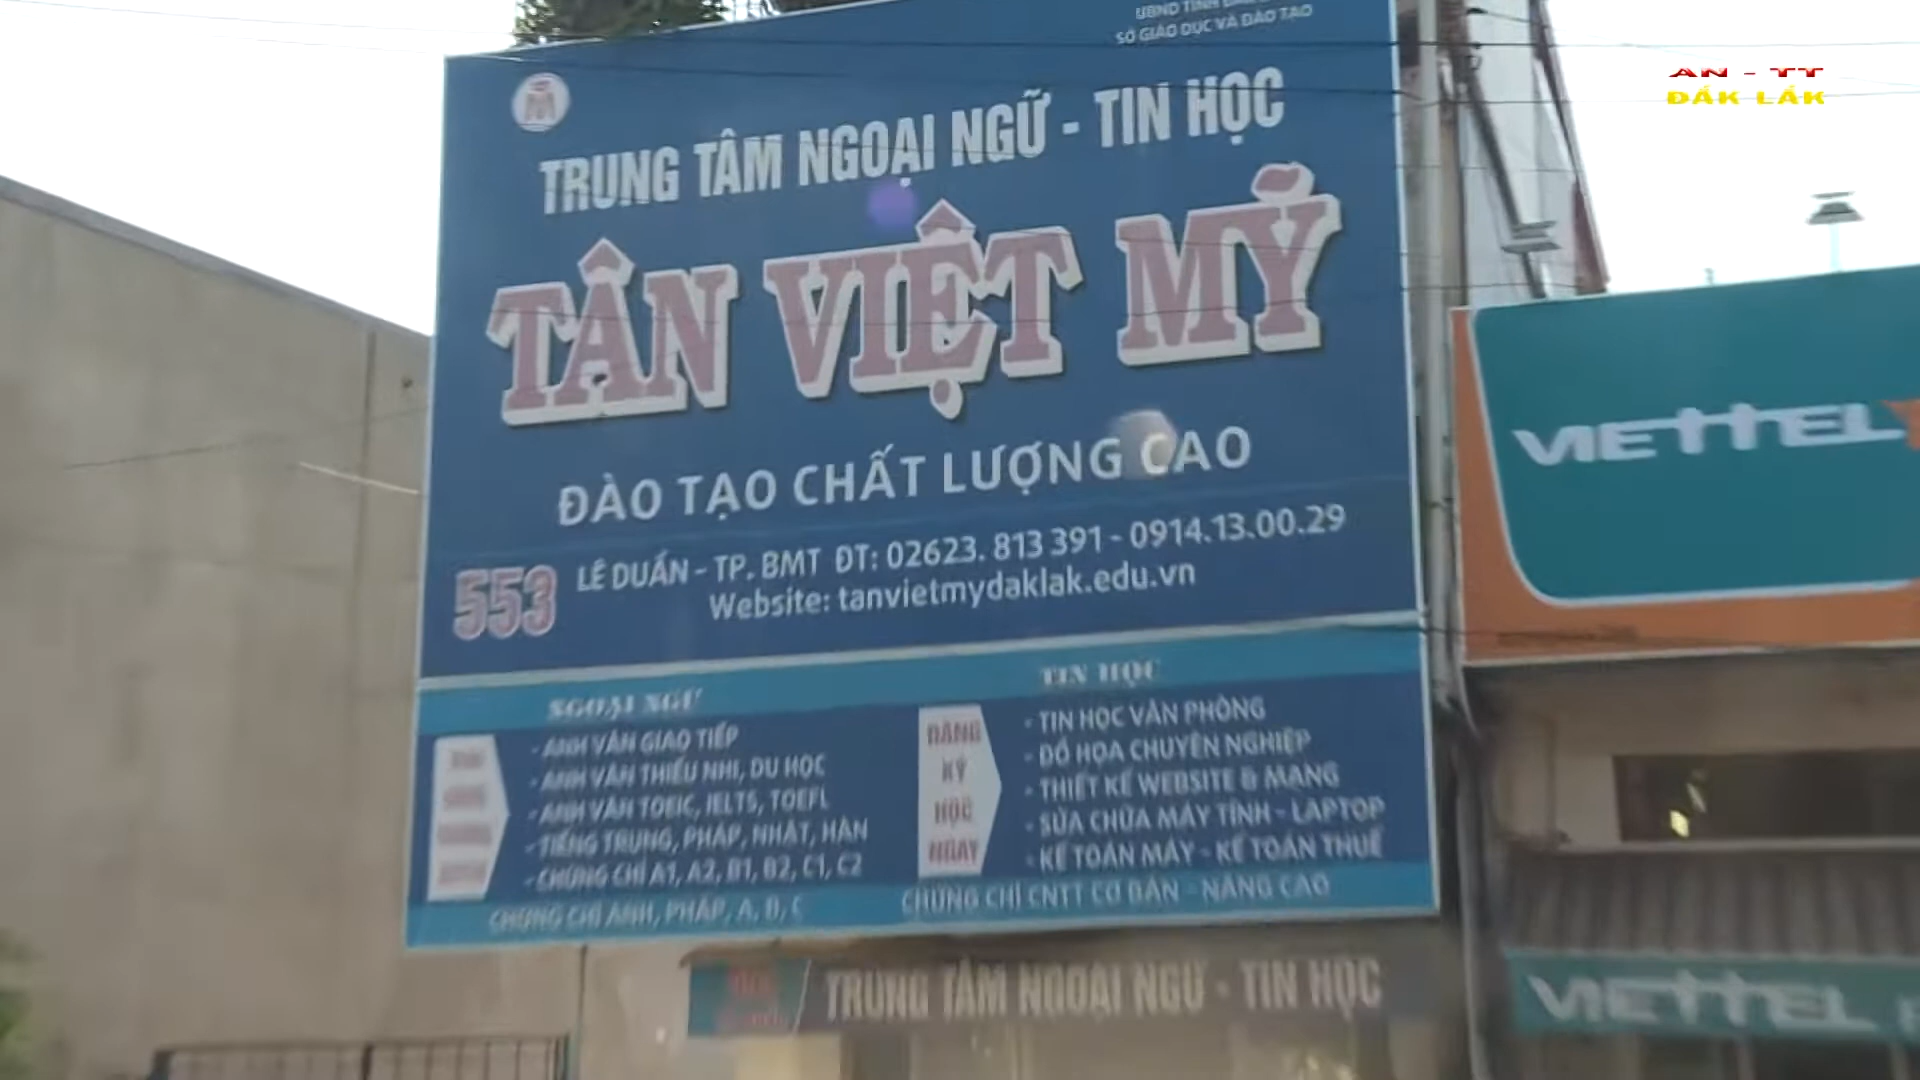 AN - TT
ĐẮK LẮK
SỞ GIÁO DỤC VÀ ĐÀO TẠO
TRUNG TÂM NGOẠI NGỮ - TIN HỌC
TÂN VIỆT MỸ
ĐÀO TẠO CHẤT LƯỢNG CAO
553 LÊ DUẨN - TP. BMT ĐT: 02623. 813 391 - 0914.13.00.29
Website: tanvietmydaklak.edu.vn
NGOẠI NGỮ
- ANH VĂN GIAO TIẾP
- ANH VĂN THIẾU NHI, DU HỌC
- ANH VĂN TOEIC, IELTS, TOEFL
- TIẾNG TRUNG, PHÁP, NHẬT, HÀN
- CHỨNG CHỈ A1, A2, B1, B2, C1, C2
CHỨNG CHỈ ANH, PHÁP, A, B, C
ĐĂNG
KÝ
HỌC
NGAY
TIN HỌC
- TIN HỌC VĂN PHÒNG
- ĐỒ HỌA CHUYÊN NGHIỆP
- THIẾT KẾ WEBSITE & MẠNG
- SỬA CHỮA MÁY TÍNH - LAPTOP
- KẾ TOÁN MÁY - KẾ TOÁN THUẾ
CHỨNG CHỈ CNTT CƠ BẢN - NÂNG CAO
VIETTEL
TRUNG TÂM NGOẠI NGỮ - TIN HỌC
VIETTEL